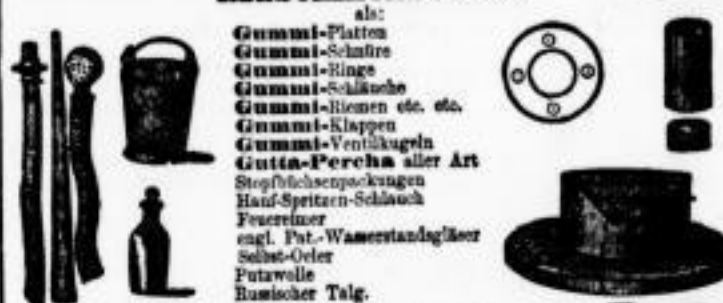 als:
Gummi-Platten
Gummi-Schnüre
Gummi-Ringe
Gummi-Schläuche
Gummi-Riemen etc. etc.
Gummi-Klappen
Gummi-Ventilkugeln
Gutta-Percha aller Art
Stopfbüchsenpackungen
Hanf-Spritzen-Schlauch
Feuereimer
engl. Pat.-Wasserstandsgläser
Selbst-Oeler
Putzwolle
Russischer Talg.